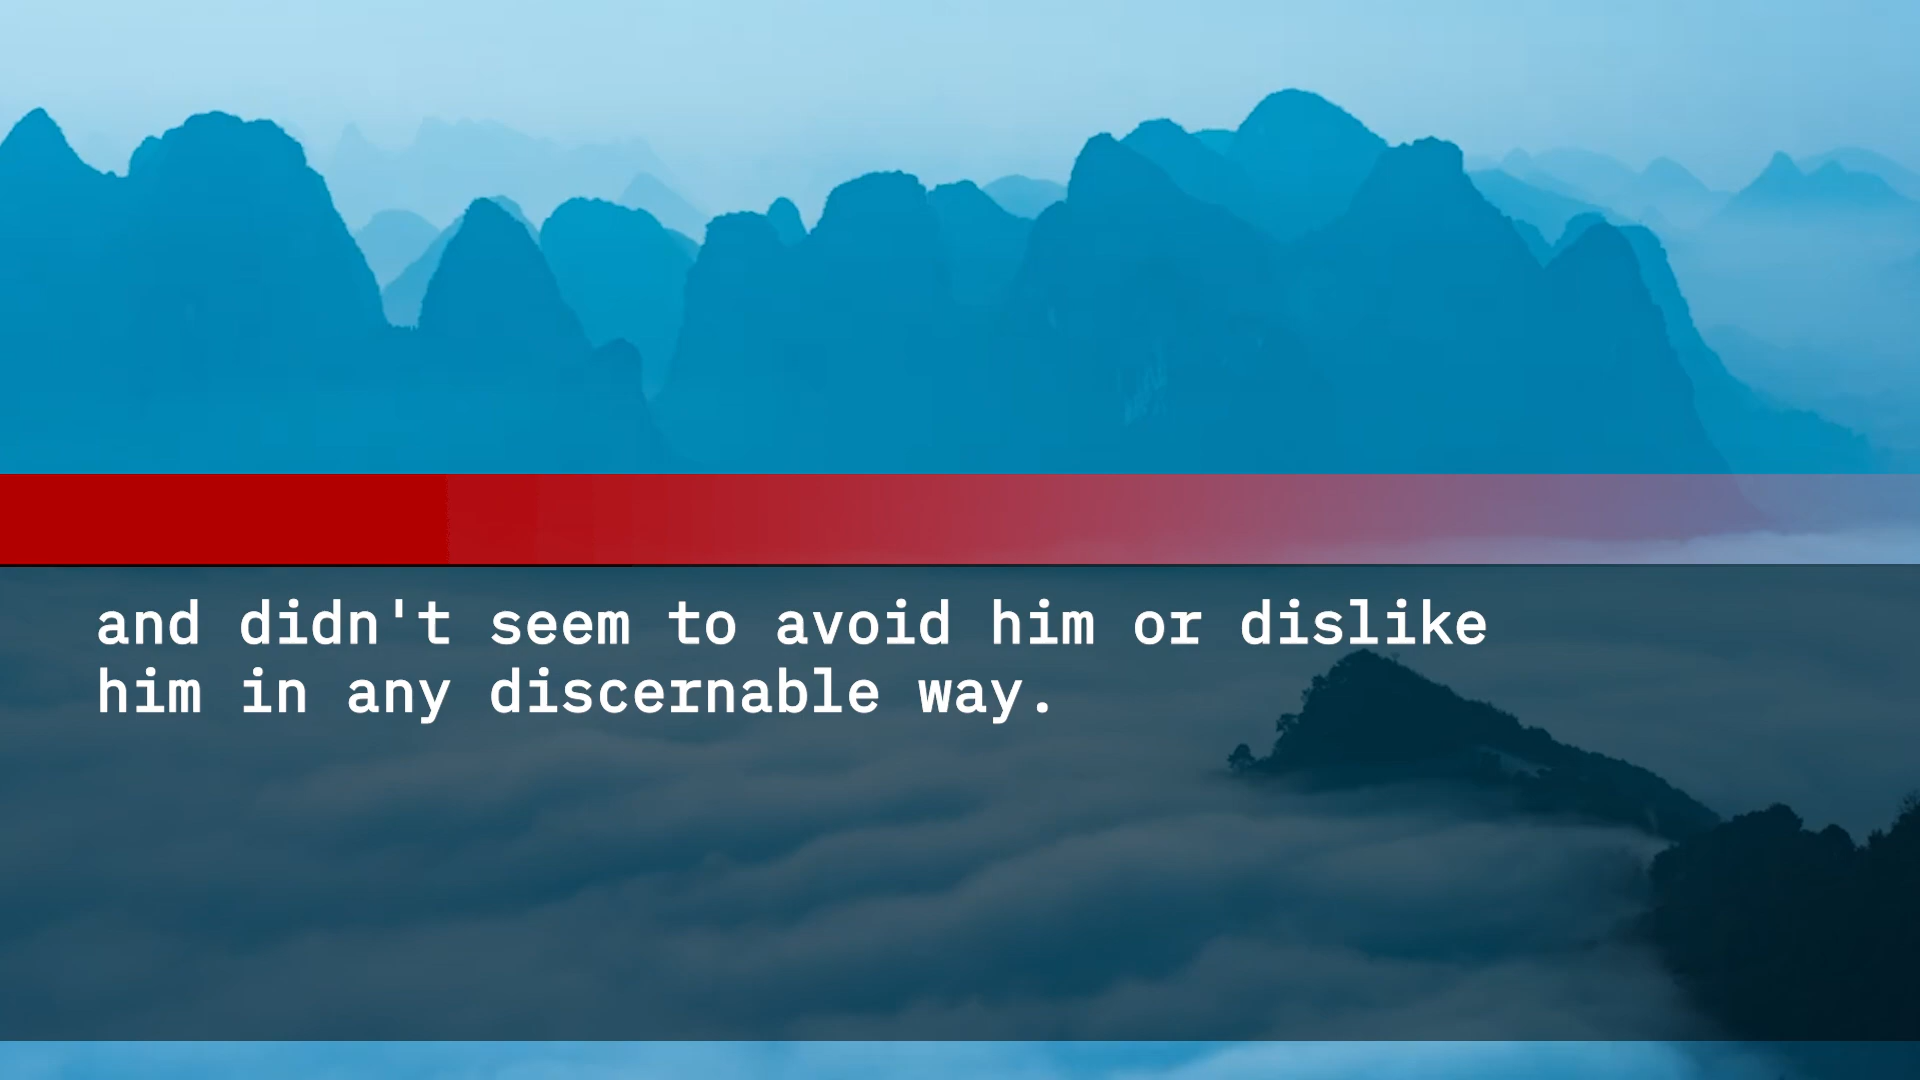 and didn't seem to avoid him or dislike
him in any discernable way.